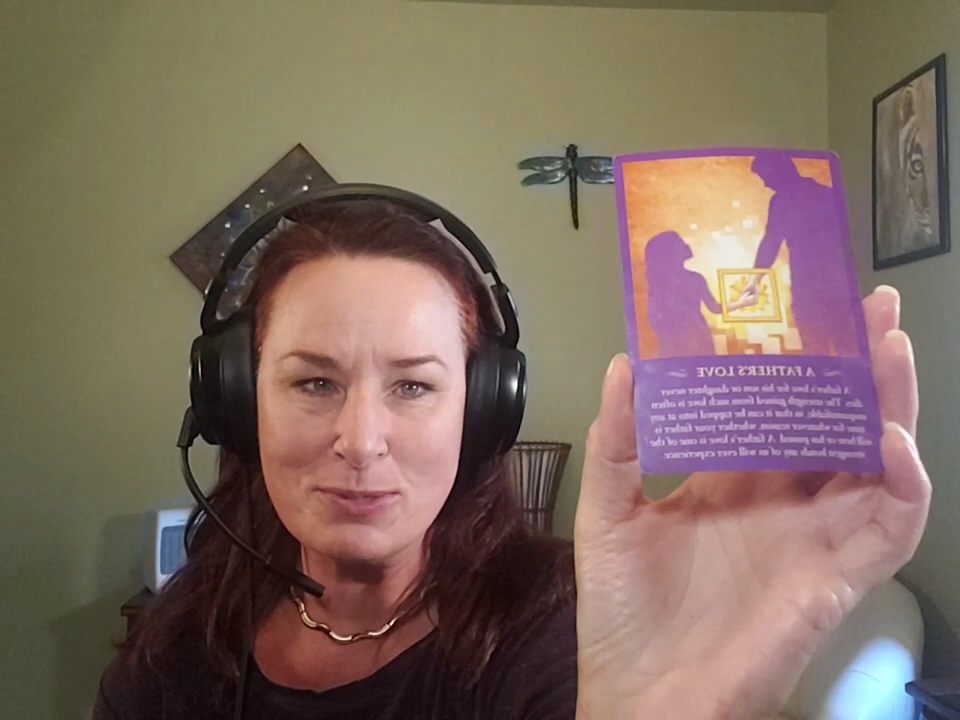 A FATHER'S LOVE
A father's love for his son or daughter never
dies. The strength gained from such love is often
unquestionable, in that it can be tapped into at any
time for whatever reason, whether your father is
still here or has passed. A father's love is one of the
strongest bonds any of us will ever experience.